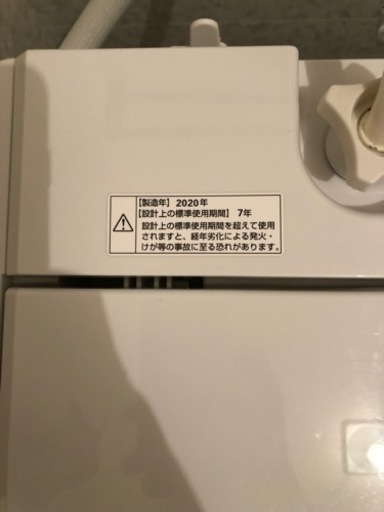 【製造年】 2020年
【設計上の標準使用期間】 7年
設計上の標準使用期間を超えて使用
されますと、経年劣化による発火・
けが等の事故に至る恐れがあります。